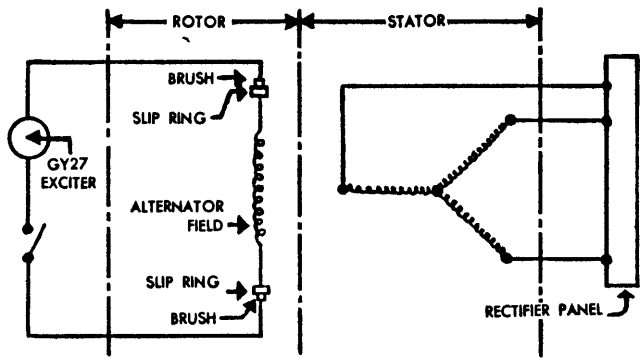 ROTOR
STATOR
BRUSH
SLIP RING
GY27
EXCITER
ALTERNATOR
FIELD
SLIP RING
BRUSH
RECTIFIER PANEL